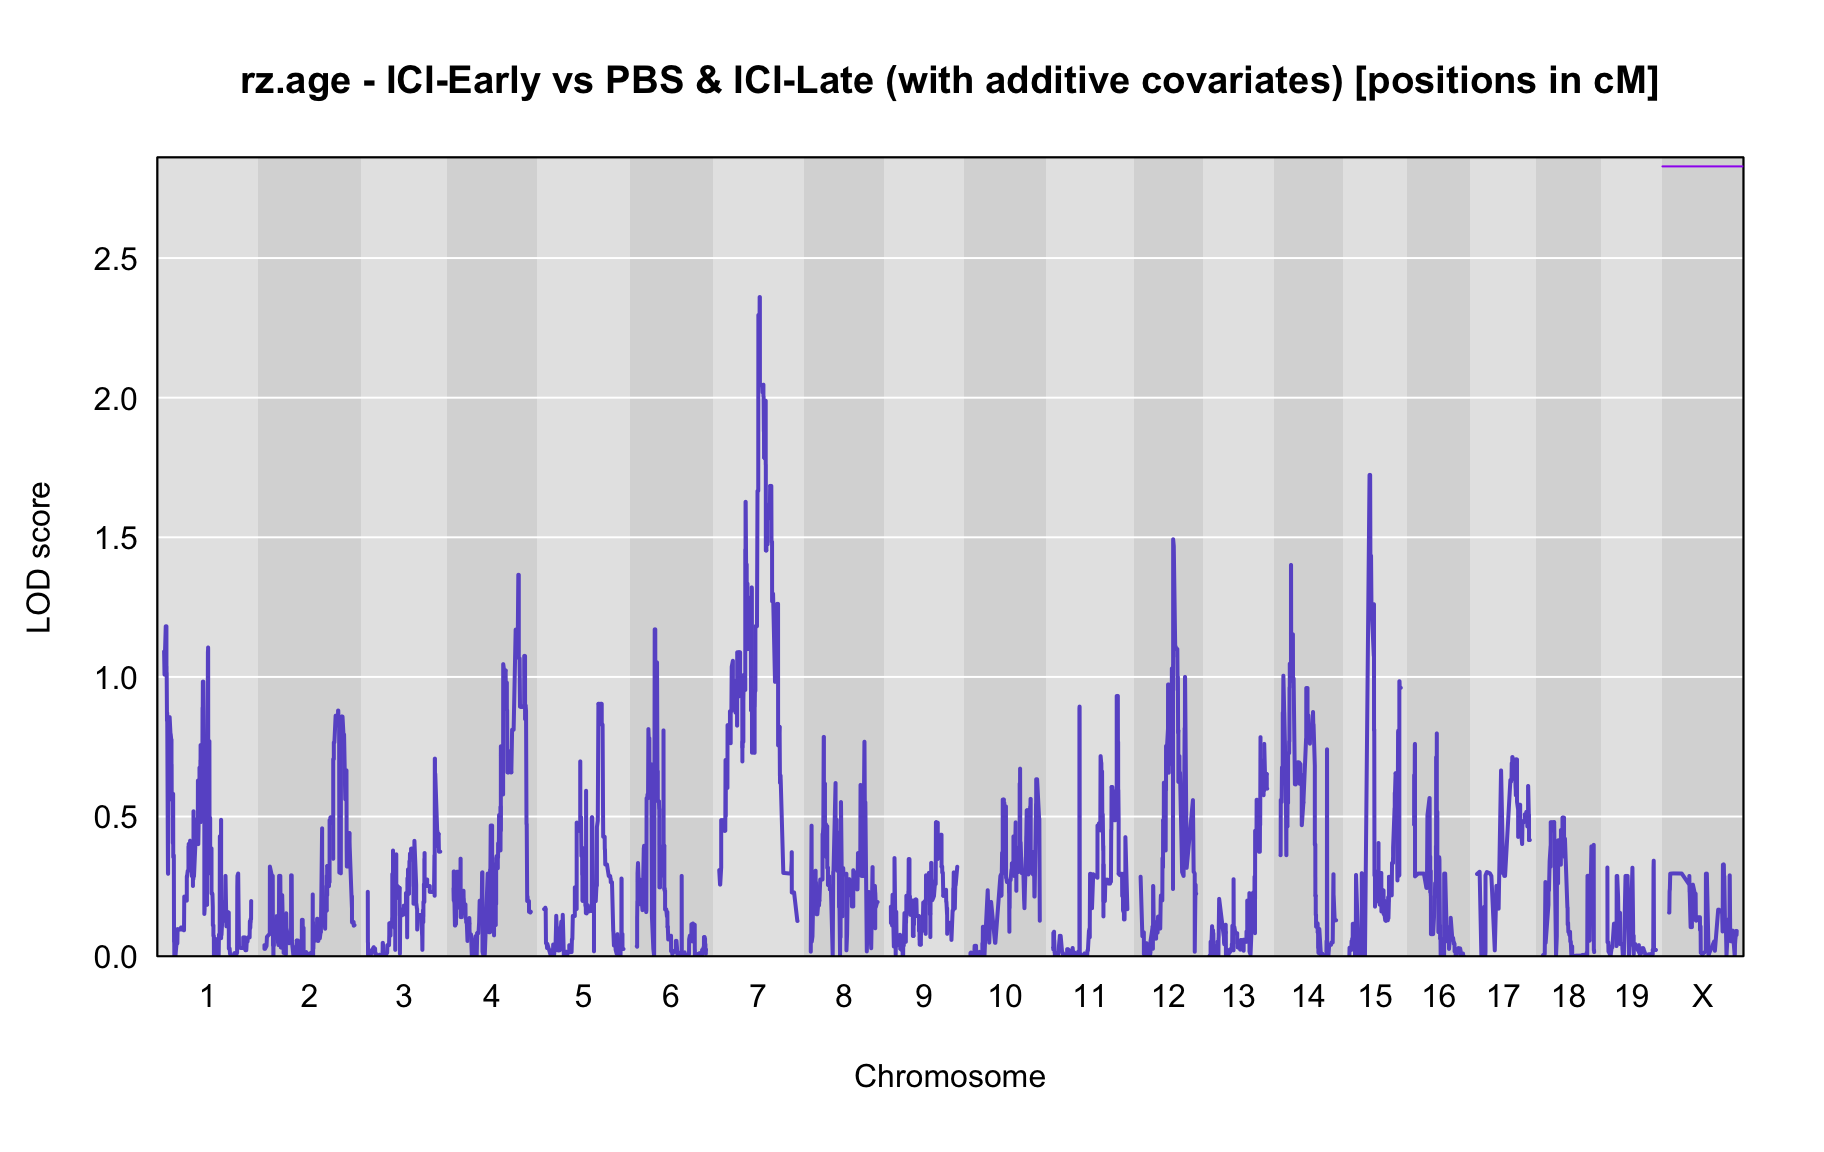 rz.age - ICI-Early vs PBS & ICI-Late (with additive covariates) [positions in cM]
LOD score
2.5
2.0
1.5
1.0
0.5
0.0
1 2 3 4 5 6 7 8 9 10 11 12 13 14 15 16 17 18 19 X
Chromosome